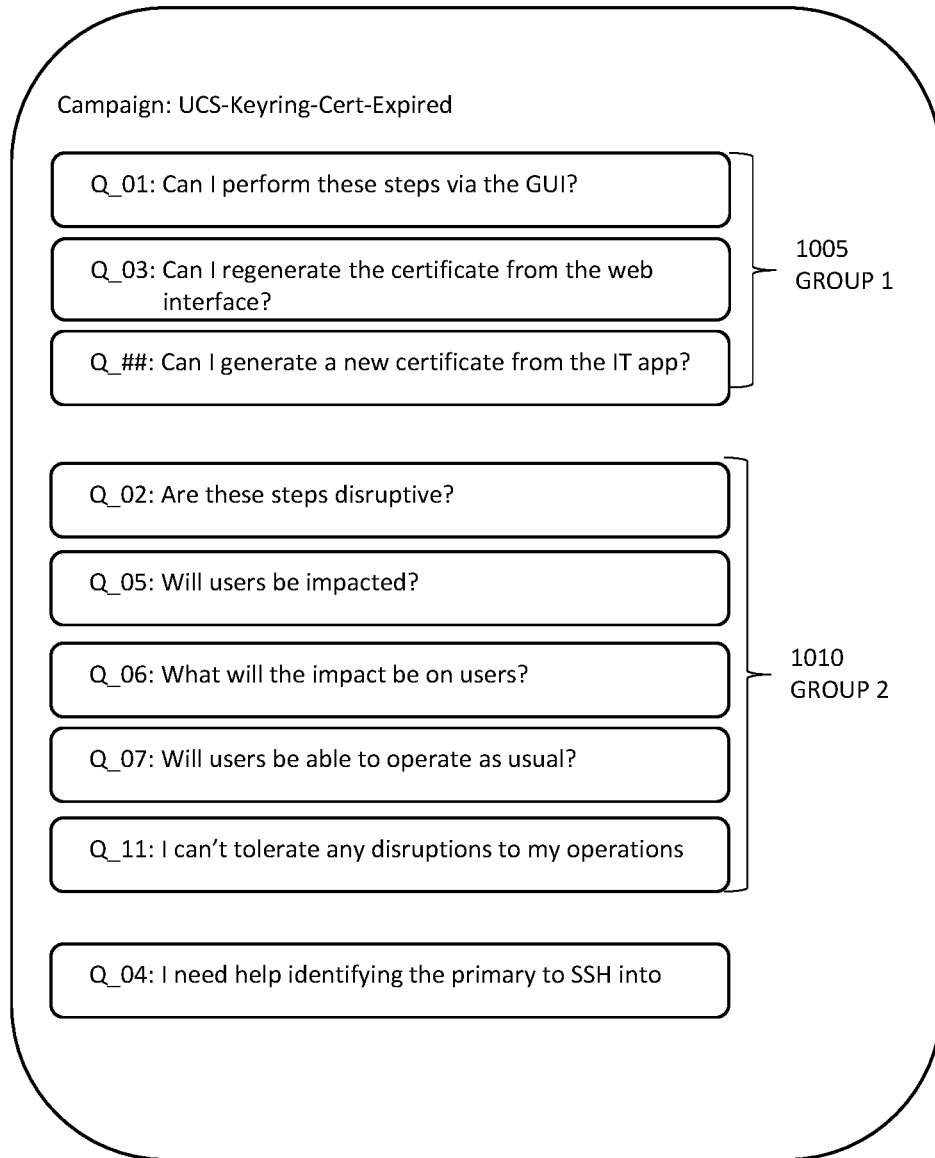 Campaign: UCS-Keyring-Cert-Expired
Q_01: Can I perform these steps via the GUI?
Q_03: Can I regenerate the certificate from the web
interface?
Q_##: Can I generate a new certificate from the IT app?
1005
GROUP 1
Q_02: Are these steps disruptive?
Q_05: Will users be impacted?
Q_06: What will the impact be on users?
Q_07: Will users be able to operate as usual?
Q_11: I can’t tolerate any disruptions to my operations
1010
GROUP 2
Q_04: I need help identifying the primary to SSH into